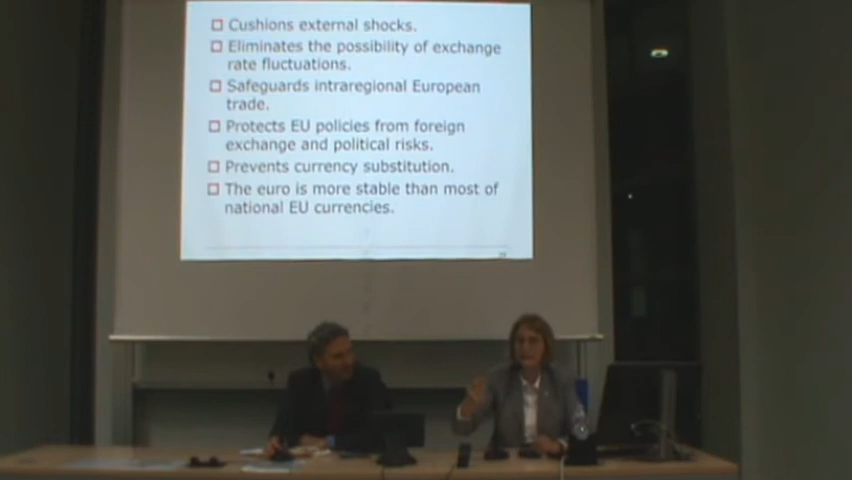 Cushions external shocks.
Eliminates the possibility of exchange
rate fluctuations.
Safeguards intraregional European
trade.
Protects EU policies from foreign
exchange and political risks.
Prevents currency substitution.
The euro is more stable than most of
national EU currencies.